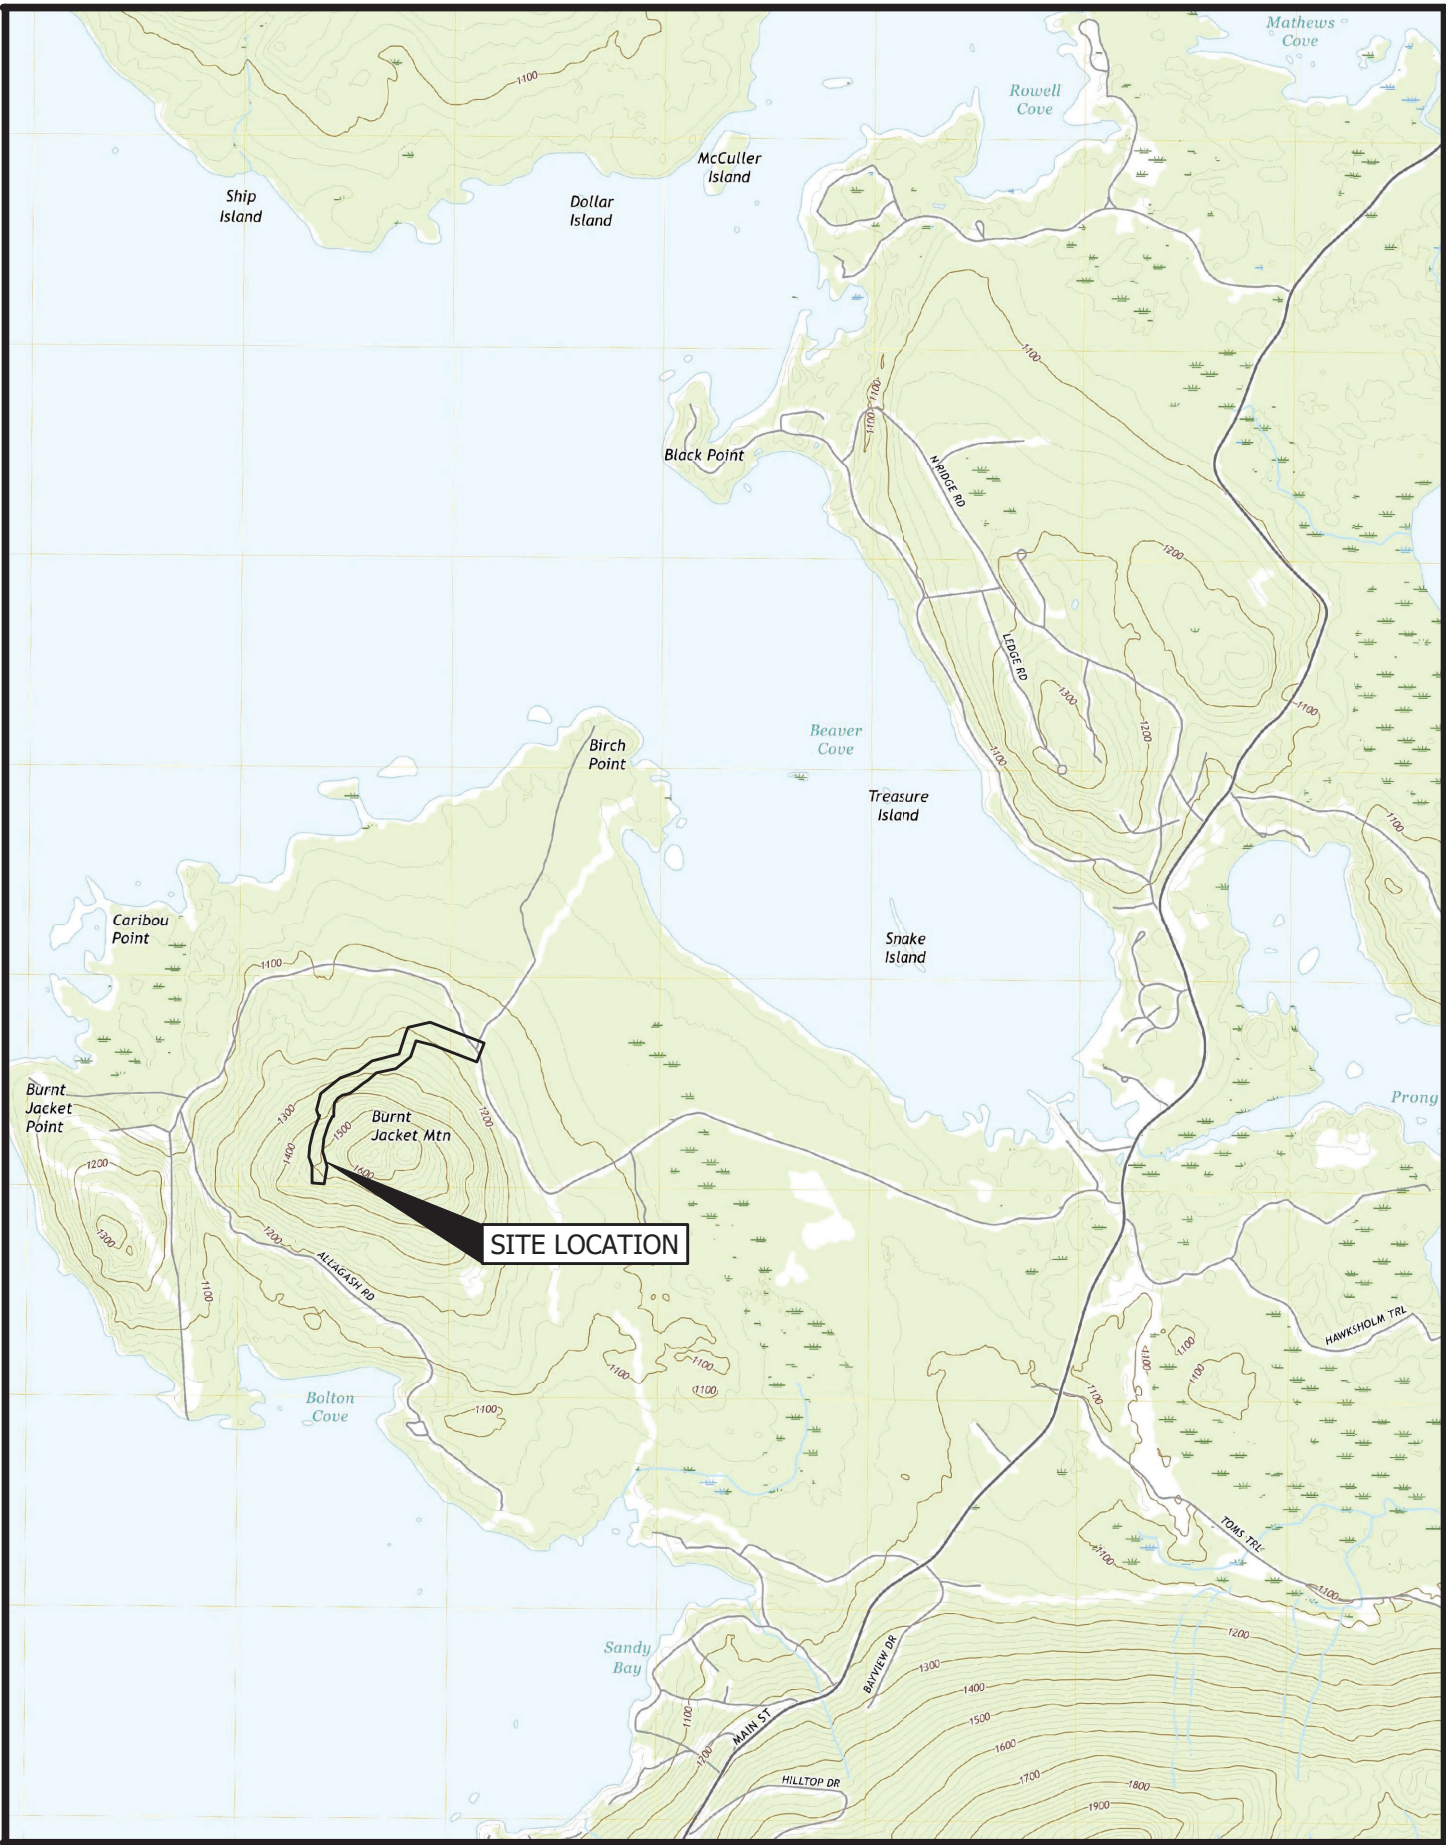 Mathews
Cove
1100
Rowell
Cove
McCuller
Island
Ship
Island
Dollar
Island
1100
1100
1100
Black Point
N RIDGE RD
1200
LEDGE RD
1300
1100
1200
1100
Beaver
Cove
Birch
Point
Treasure
Island
1100
Caribou
Point
Snake
Island
1100
Burnt
Jacket
Point
1300
1200
Burnt
Jacket Mtn
1500
1400
1600
Prong
1200
1300
1200
SITE LOCATION
ALLAGASH RD
1100
HAWKSHOLM TRL
1100
1100
1100
1100
1100
1100
1100
Bolton
Cove
1100
TOMS TRL
1100
1100
1200
Sandy
Bay
BAYVIEW DR
1300
1400
1100
MAIN ST
1500
1200
1600
1700
HILLTOP DR
1800
1900